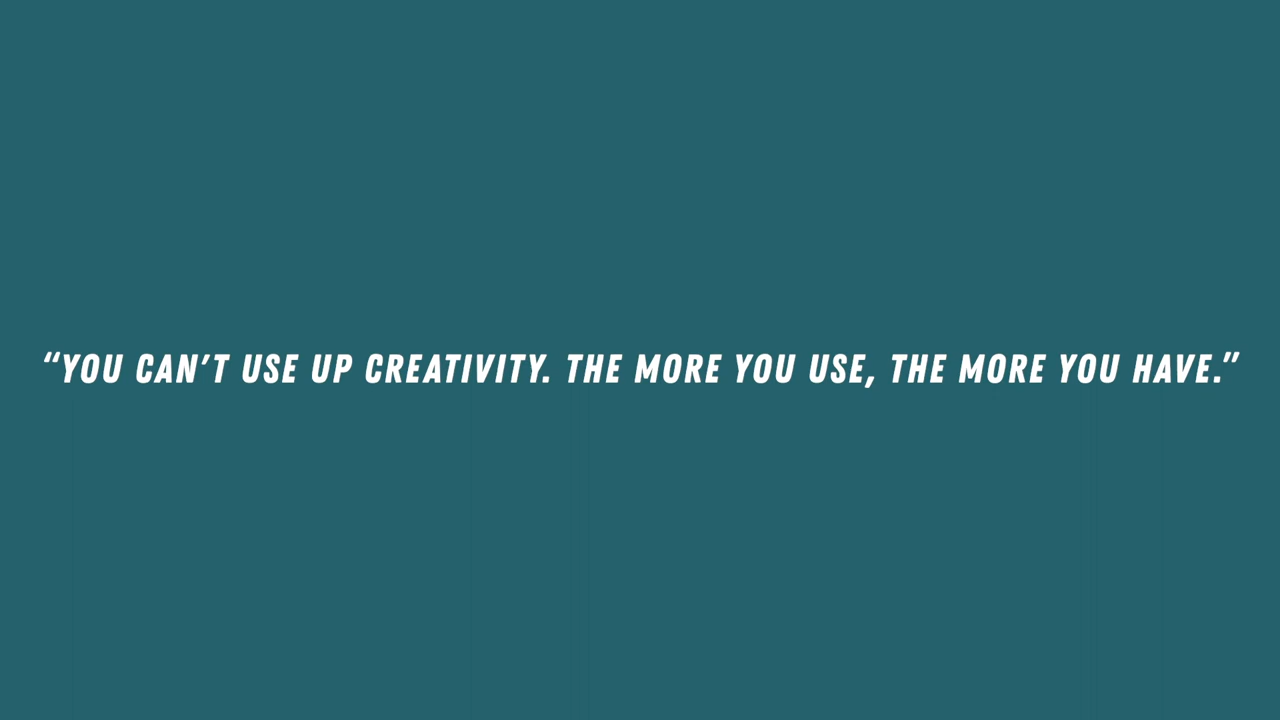 “YOU CAN’T USE UP CREATIVITY. THE MORE YOU USE, THE MORE YOU HAVE.”